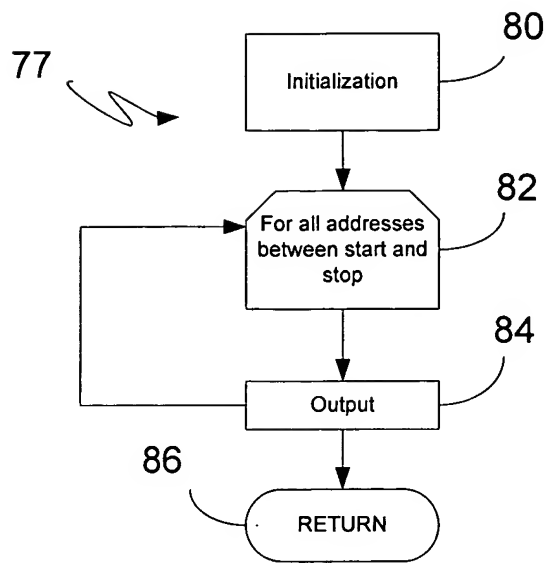 80
77
Initialization
82
For all addresses
between start and
stop
84
Output
86
RETURN